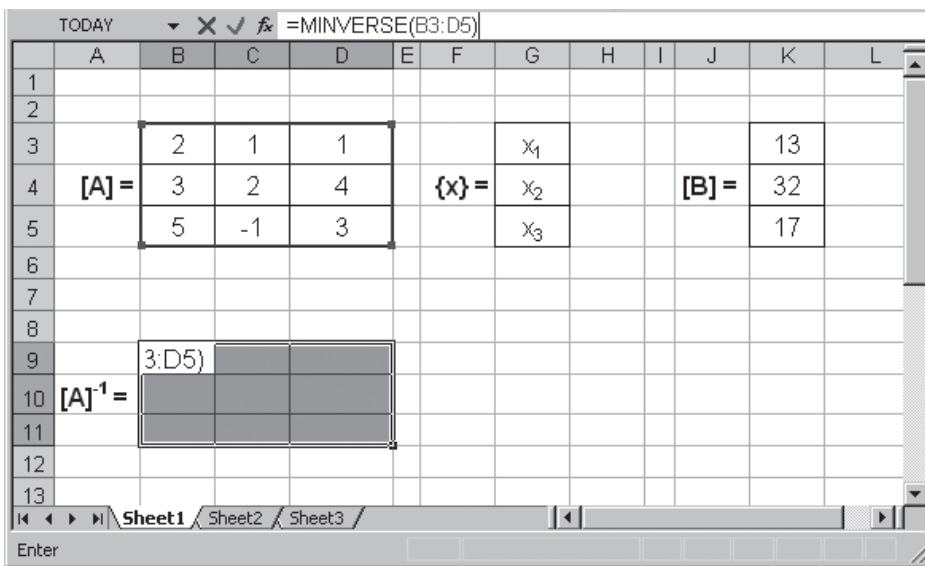 TODAY =MINVERSE(B3:D5)
A B C D E F G H I J K L
1
2
3 2 1 1 x₁ 13
4 [A] = 3 2 4 {x} = x₂ [B] = 32
5 5 -1 3 x₃ 17
6
7
8
9 3:D5)
10 [A]⁻¹ =
11
12
13
Sheet1 Sheet2 Sheet3
Enter